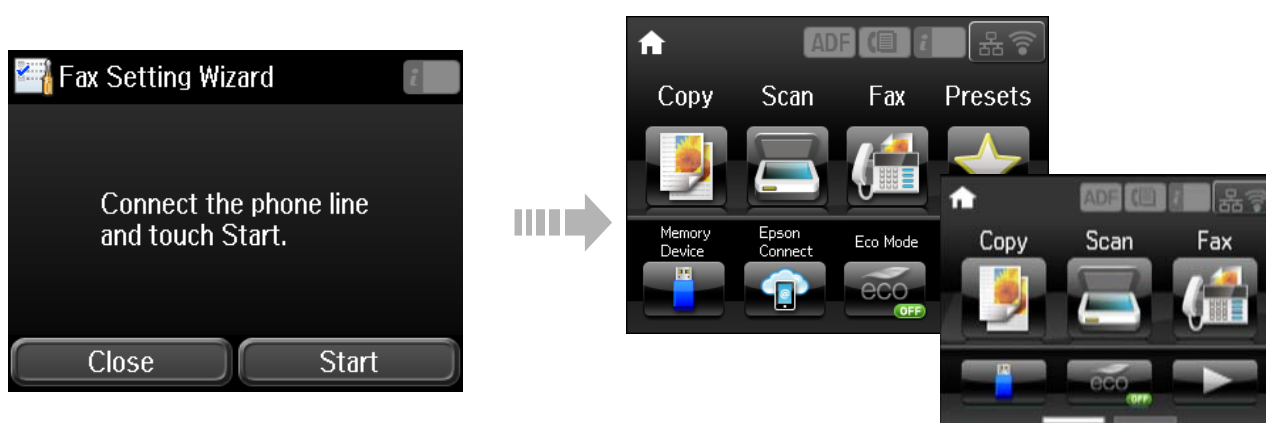 Fax Setting Wizard
i
Connect the phone line
and touch Start.
Close
Start
ADF
i
Copy Scan Fax Presets
Memory
Device
Epson
Connect
Eco Mode
eco
OFF
ADF
i
Copy Scan Fax
eco
OFF